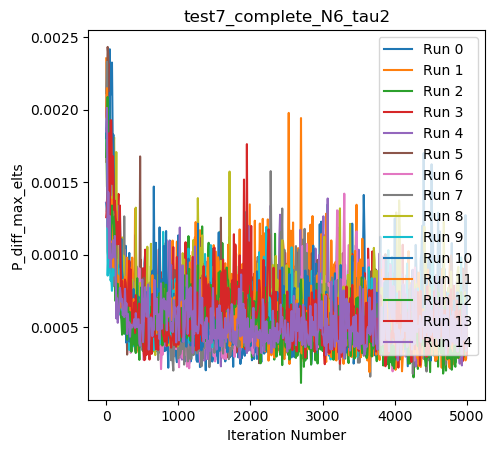 test7_complete_N6_tau2
P_diff_max_elts
0.0025
0.0020
0.0015
0.0010
0.0005
0
1000
2000
3000
4000
5000
Iteration Number
Run 0
Run 1
Run 2
Run 3
Run 4
Run 5
Run 6
Run 7
Run 8
Run 9
Run 10
Run 11
Run 12
Run 13
Run 14